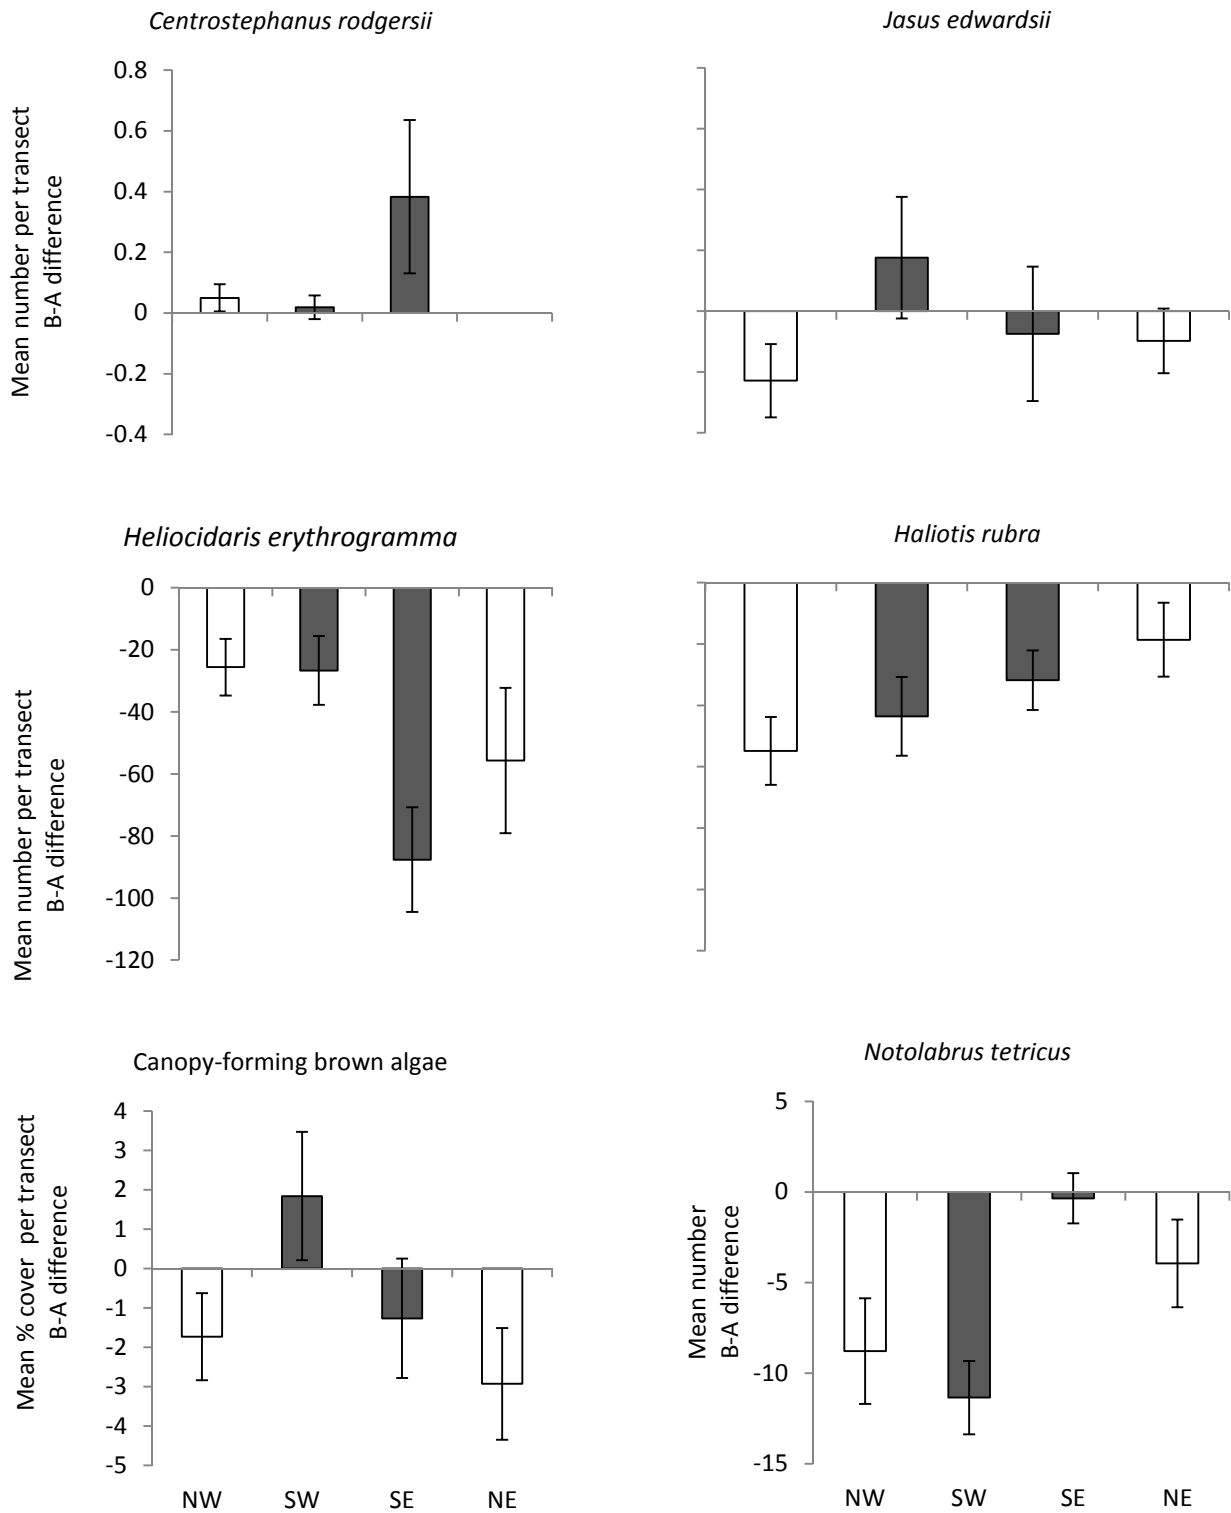 Centrostephanus rodgersii
Jasus edwardsii
Mean number per transect
B-A difference
0.8
0.6
0.4
0.2
0
-0.2
-0.4
Heliocidaris erythrogramma
Haliotis rubra
Mean number per transect
B-A difference
0
-20
-40
-60
-80
-100
-120
Canopy-forming brown algae
Notolabrus tetricus
Mean % cover per transect
B-A difference
4
3
2
1
0
-1
-2
-3
-4
-5
NW SW SE NE
Mean number
B-A difference
5
0
-5
-10
-15
NW SW SE NE